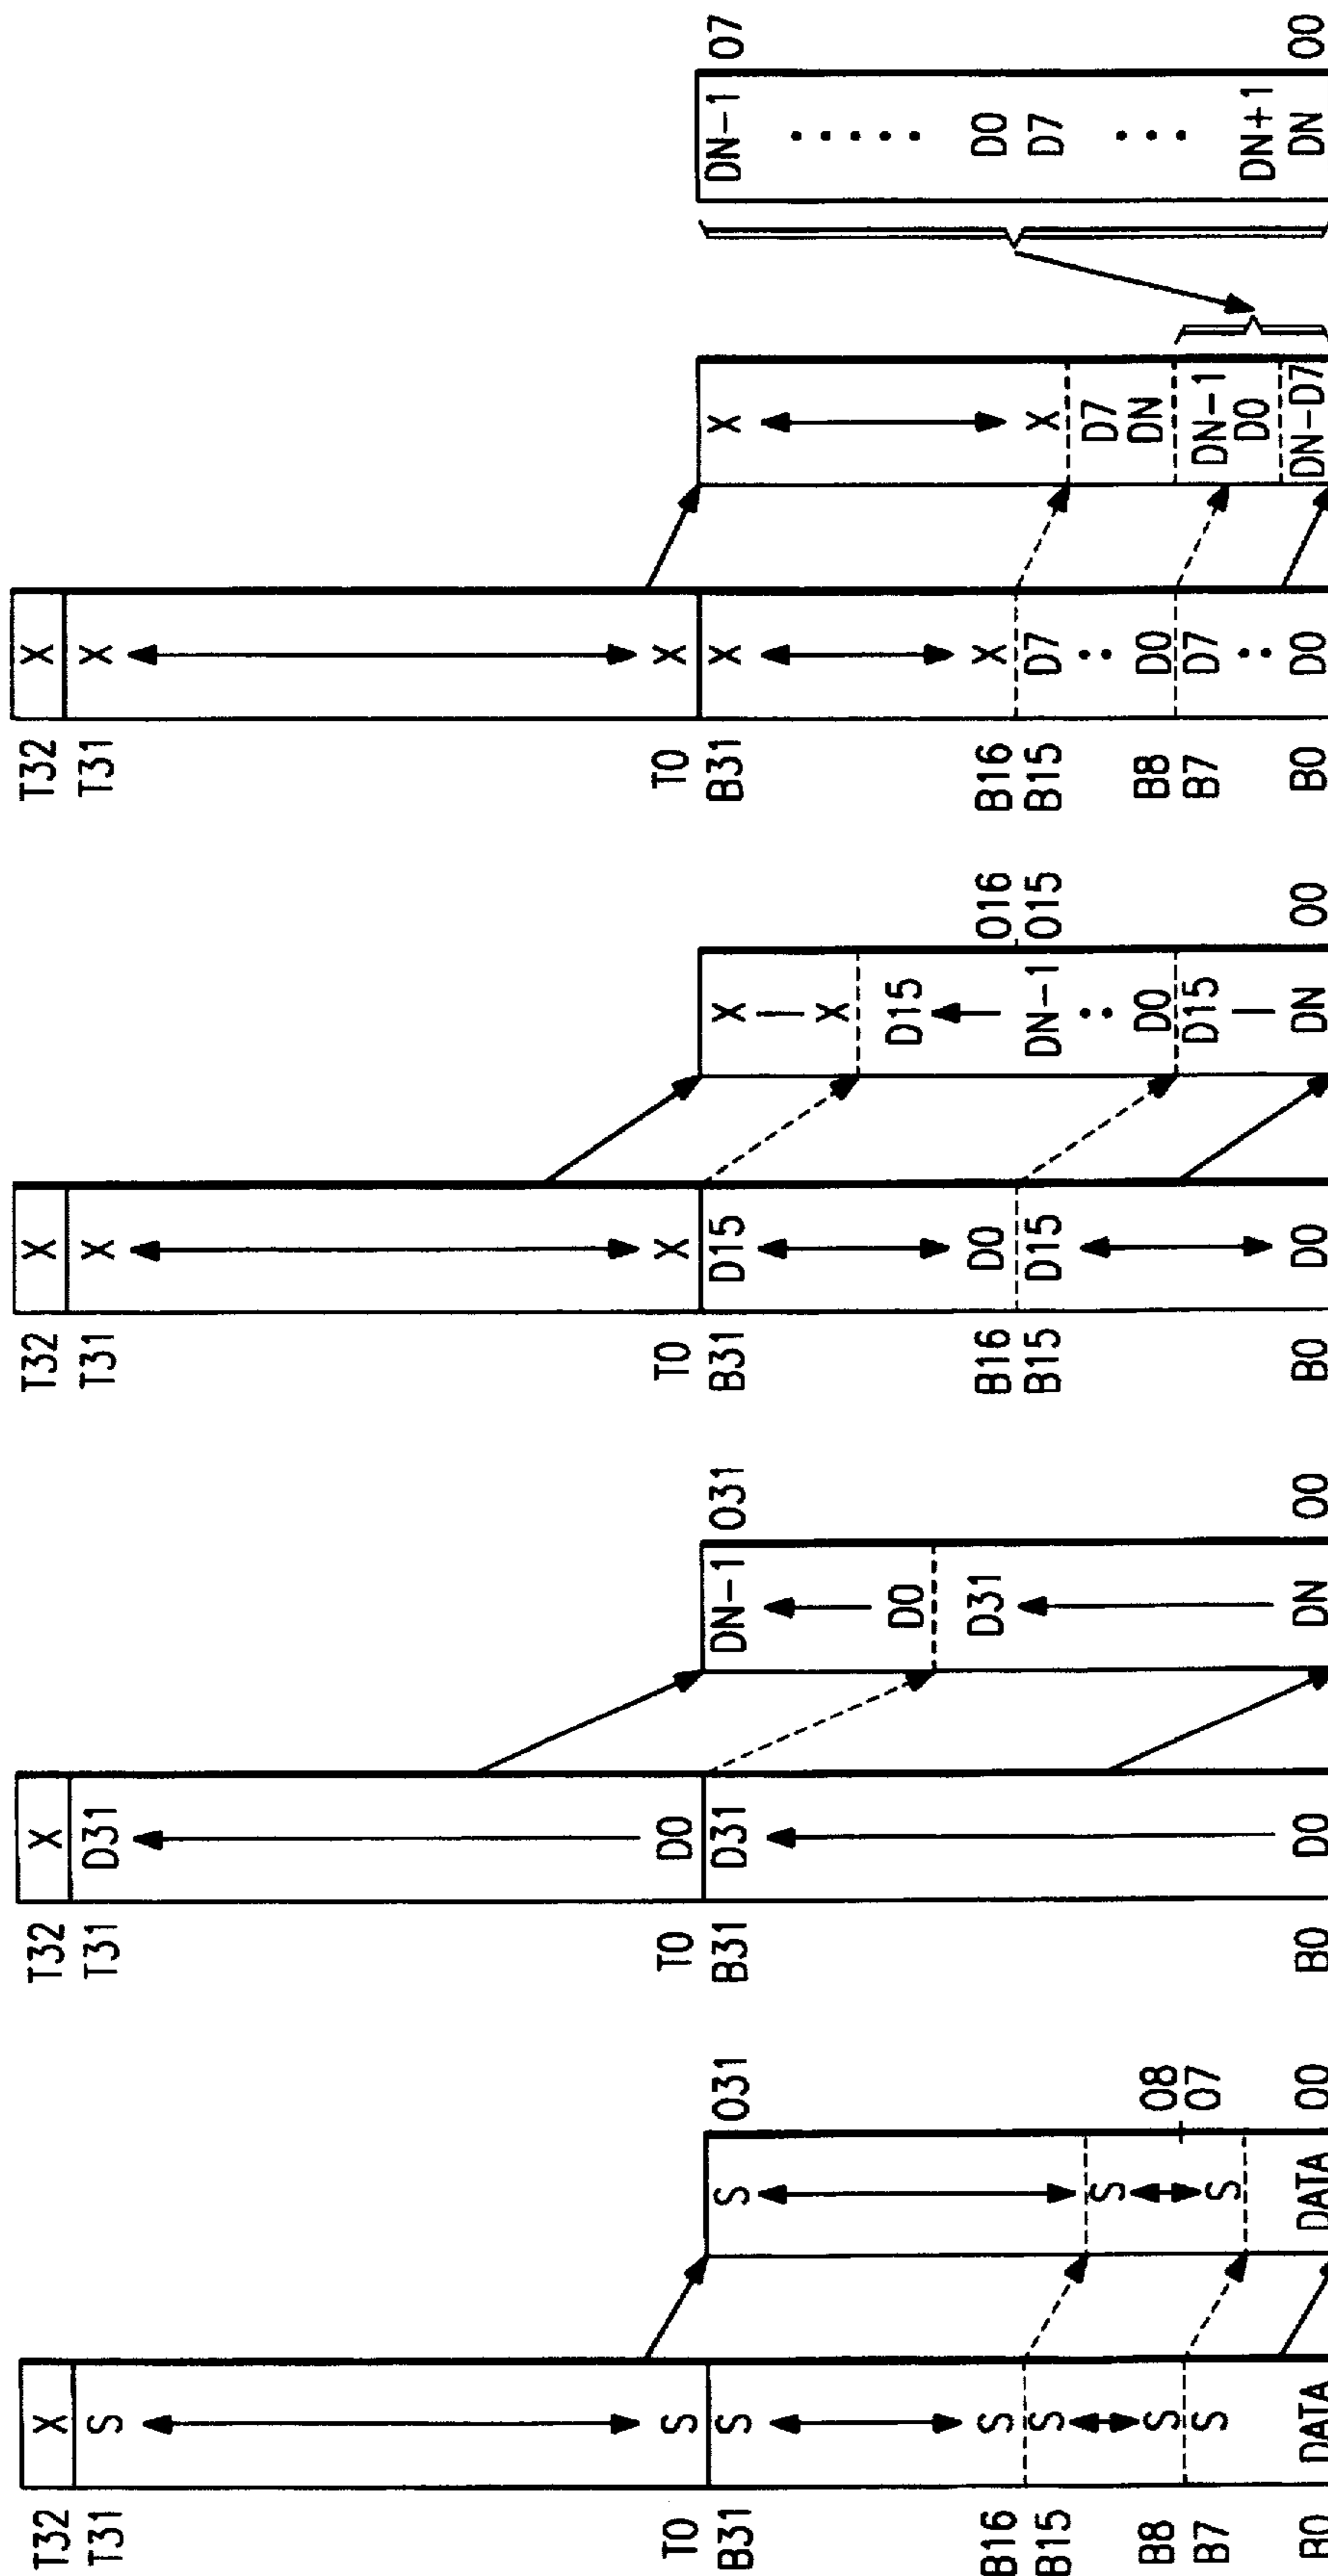 T32 X
T31 S
T0 S
B31 S S O31
B16 S
B15 S S
B8 S O8
B7 S S O7
B0 DATA DATA O0
T32 X
T31 D31
T0 D0
B31 D31 DN-1 O31
D0
D31
B0 D0 DN O0
T32 X
T31 X
T0 X
B31 D15 X
X
D15
B16 D0 O16
B15 D15 DN-1 O15
D0
D15
B0 D0 DN O0
T32 X
T31 X
T0 X
B31 X X DN-1 O7
B16 X D0
B15 D7 X D7
D7
B8 D0 DN
B7 D7 DN-1
D0 DN+1
B0 D0 DN-D7 DN O0